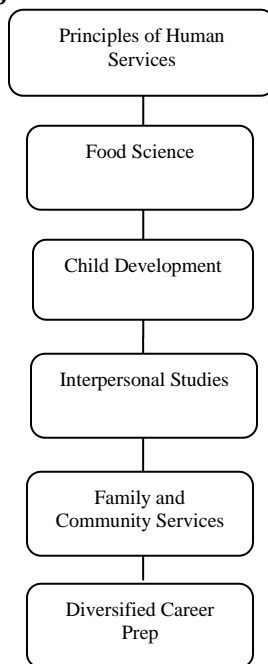 Principles of Human
Services
Food Science
Child Development
Interpersonal Studies
Family and
Community Services
Diversified Career
Prep